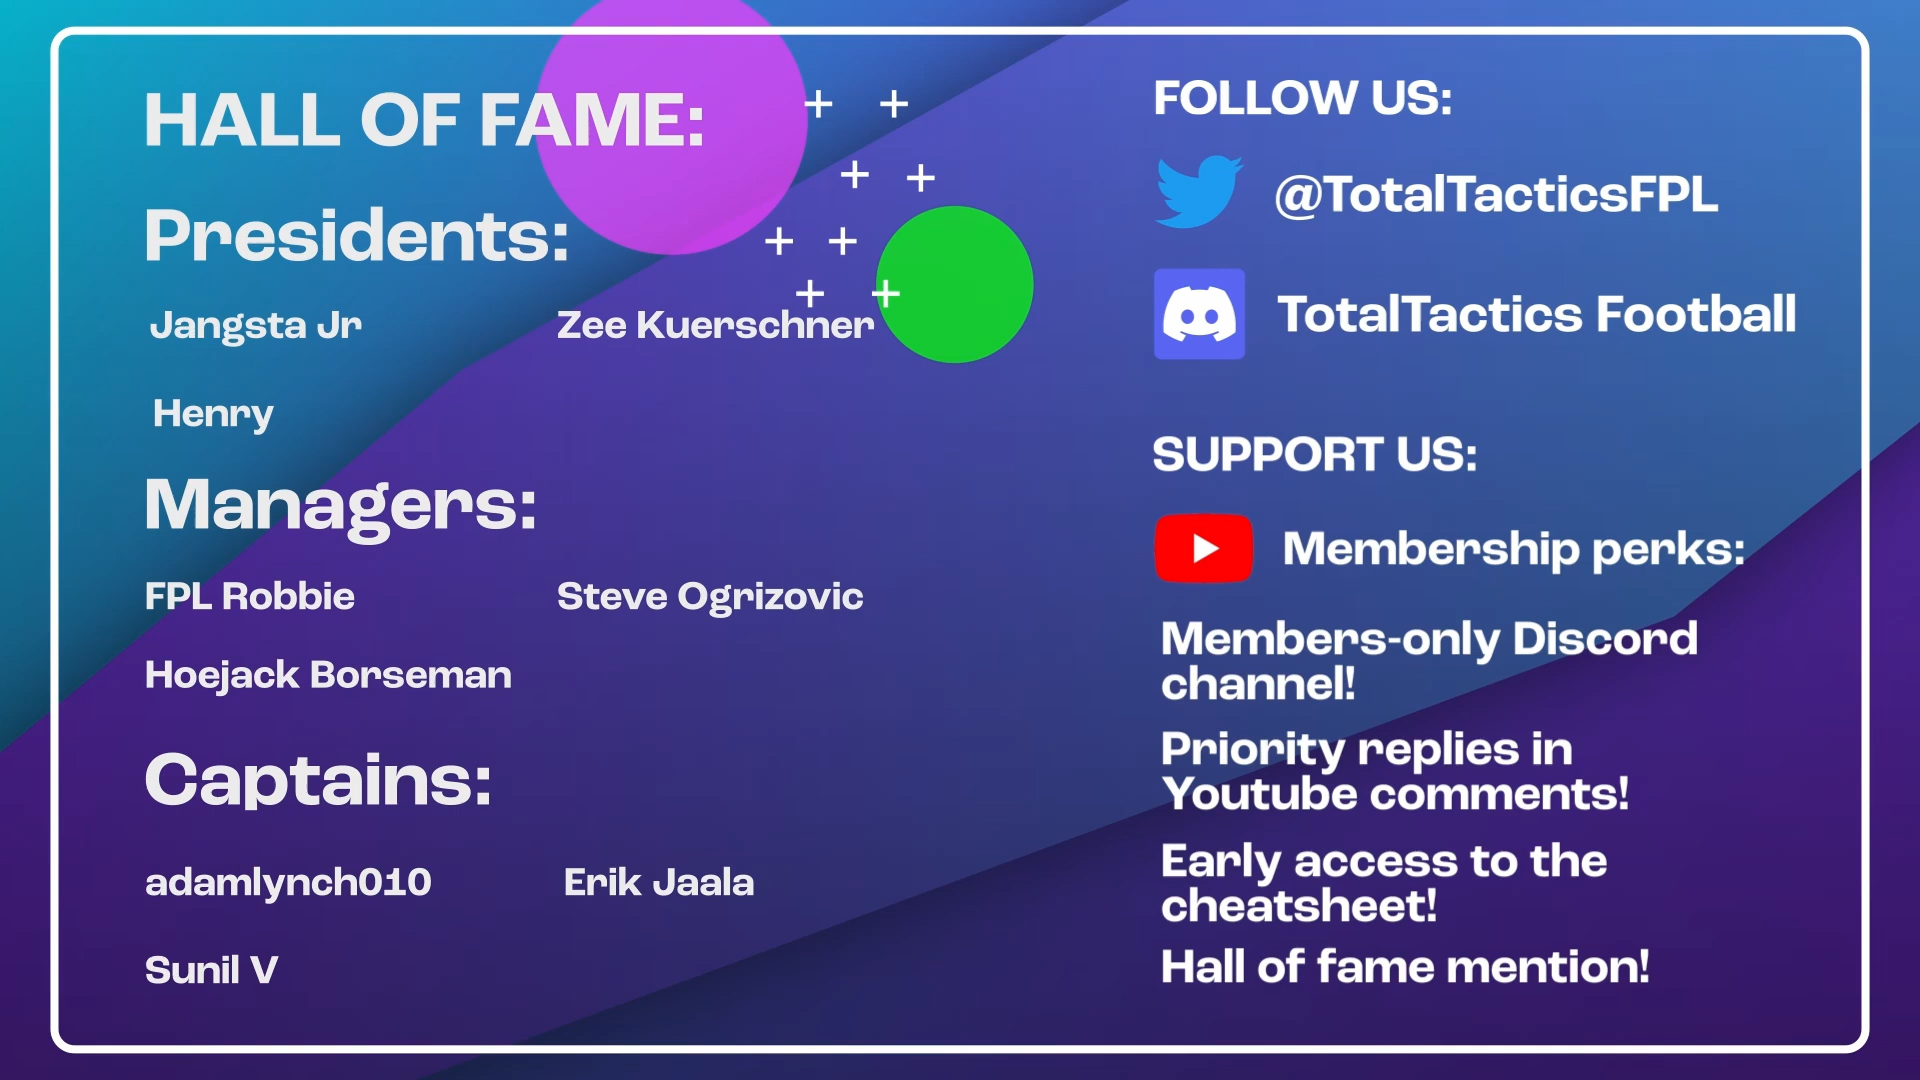 HALL OF FAME:
Presidents:
Jangsta Jr
Zee Kuerschner
Henry
Managers:
FPL Robbie
Steve Ogrizovic
Hoejack Borseman
Captains:
adamlynch010
Erik Jaala
Sunil V
FOLLOW US:
@TotalTacticsFPL
TotalTactics Football
SUPPORT US:
Membership perks:
Members-only Discord
channel!
Priority replies in
Youtube comments!
Early access to the
cheatsheet!
Hall of fame mention!